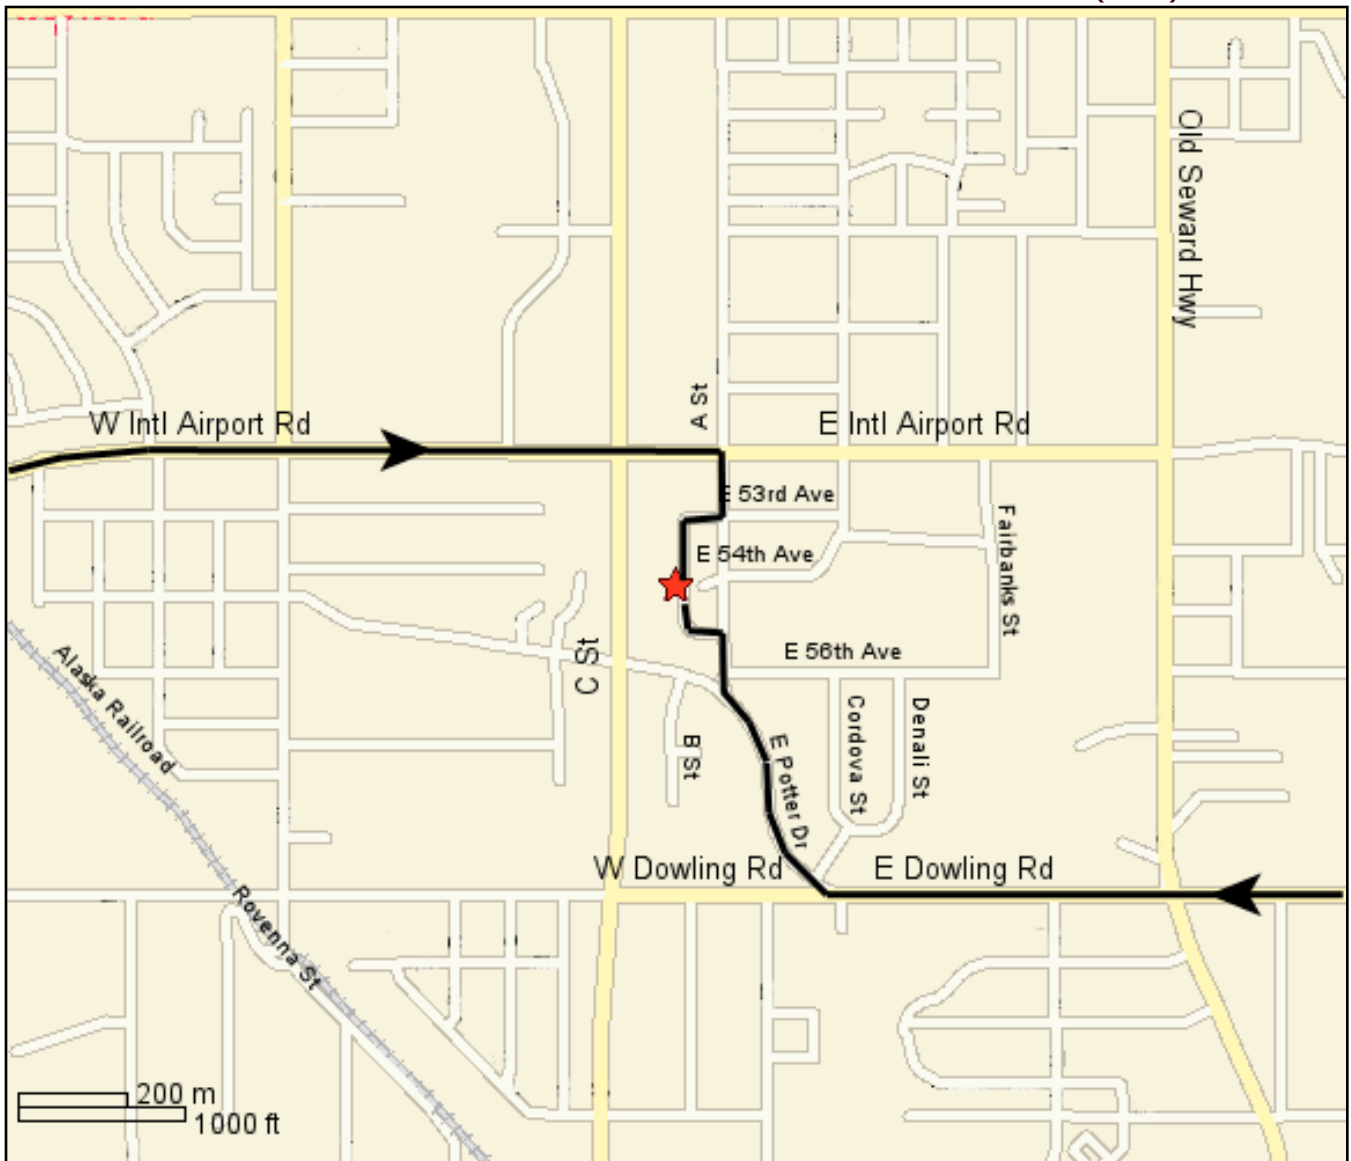 Old Seward Hwy
A St
W Intl Airport Rd
E Intl Airport Rd
E 53rd Ave
Fairbanks St
E 54th Ave
C St
E 56th Ave
Alaska Railroad
B St
E Potter Dr
Cordova St
Denali St
W Dowling Rd
E Dowling Rd
Rovenna St
200 m
1000 ft